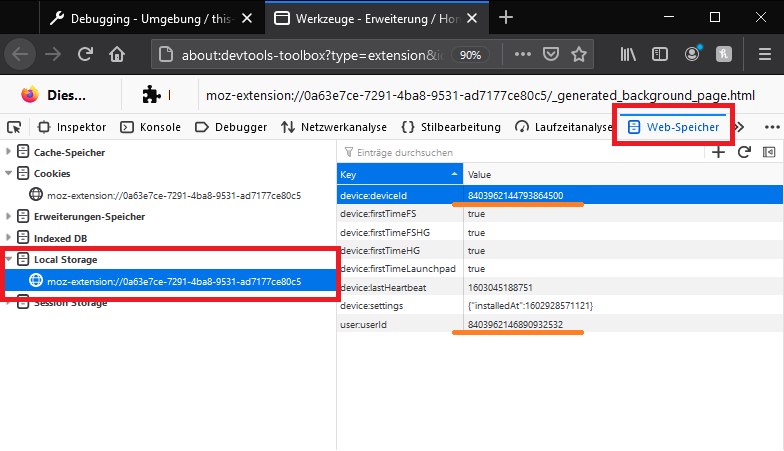 Debugging - Umgebung / this-
Werkzeuge - Erweiterung / Hon
about:devtools-toolbox?type=extension&
90%
Dies...
moz-extension://0a63e7ce-7291-4ba8-9531-ad7177ce80c5/_generated_background_page.html
Inspektor
Konsole
Debugger
Netzwerkanalyse
Stilbearbeitung
Laufzeitanalyse
Web-Speicher
Cache-Speicher
Cookies
moz-extension://0a63e7ce-7291-4ba8-9531-ad7177ce80c5
Erweiterungen-Speicher
Indexed DB
Local Storage
moz-extension://0a63e7ce-7291-4ba8-9531-ad7177ce80c5
Session Storage
Einträge durchsuchen
Key Value
device:deviceId 8403962144793864500
device:firstTimeFS true
device:firstTimeFSHG true
device:firstTimeHG true
device:firstTimeLaunchpad true
device:lastHeartbeat 1603045188751
device:settings {"installedAt":1602928571121}
user:userId 8403962146890932532